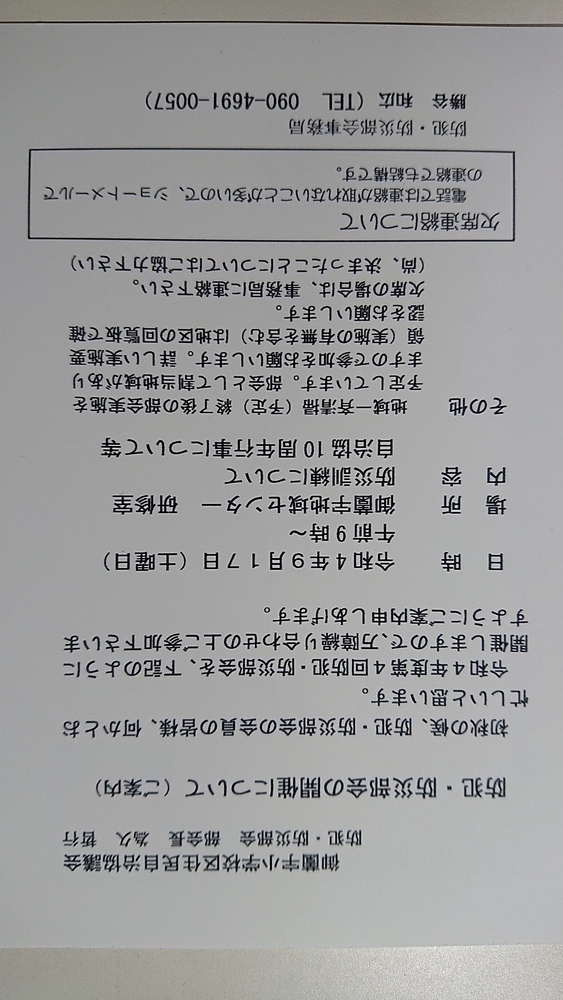 御薗宇小学校区住民自治協議会
防犯・防災部会 部会長 為久 哲行
防犯・防災部会の開催について（ご案内）
初秋の候、防犯・防災部会の会員の皆様、何かとお
忙しいと思います。
令和４年度第４回防犯・防災部会を、下記のように
開催しますので、万障繰り合わせの上ご参加下さいま
すようにご案内申しあげます。
日 時 令和４年９月１７日（土曜日）
午前９時～
場 所 御薗宇地域センター 研修室
内 容 防災訓練について
自治協10周年行事について等
その他 地域一斉清掃（予定）終了後の部会実施を
予定しています。部会として割当地域があり
ますので参加をお願いします。詳しい実施要
領（実施の有無を含む）は地区の回覧板で確
認をお願いします。
欠席の場合は、事務局に連絡下さい。
（尚、決まったことについてはご協力下さい）
欠席連絡について
電話では連絡が取れないことが多いので、ショートメールで
の連絡でも結構です。
防犯・防災部会事務局
勝谷 和広（TEL 090-4691-0057）